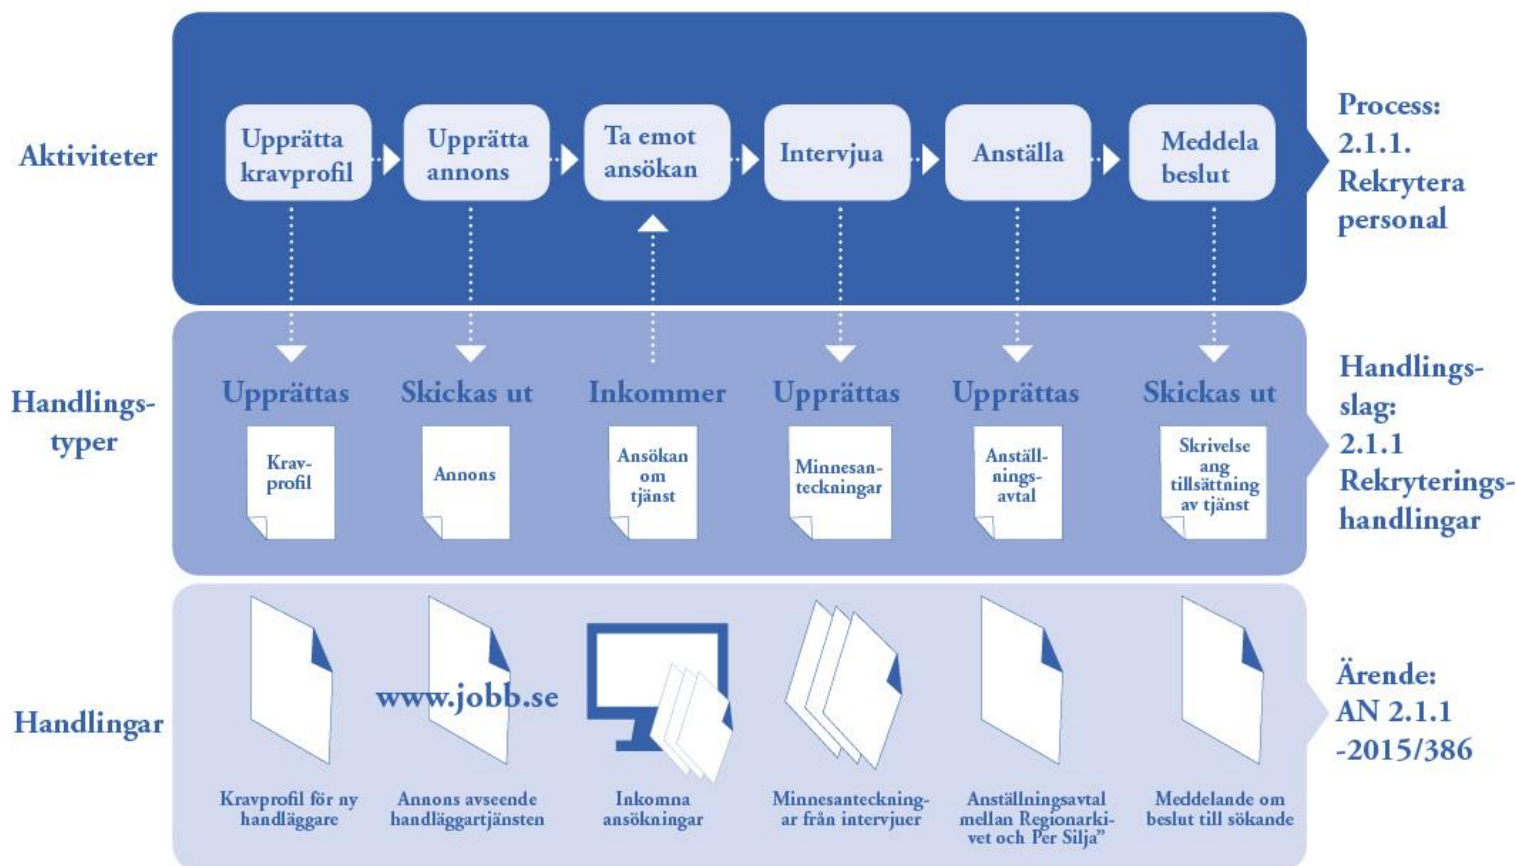 Aktiviteter
Upprätta
kravprofil
Upprätta
annons
Ta emot
ansökan
Intervjua
Anställa
Meddela
beslut
Process:
2.1.1.
Rekrytera
personal
Handlings-
typer
Upprättas
Skickas ut
Inkommer
Upprättas
Upprättas
Skickas ut
Krav-
profil
Annons
Ansökan
om
tjänst
Minnesan-
teckningar
Anställ-
nings-
avtal
Skrivelse
ang
tillsättning
av tjänst
Handlings-
slag:
2.1.1
Rekryterings-
handlingar
Handlingar
www.jobb.se
Kravprofil för ny
handläggare
Annons avseende
handläggartjänsten
Inkomna
ansökningar
Minnesanteckning-
ar från intervjuer
Anställningsavtal
mellan Regionarki-
vet och Per Silja”
Meddelande om
beslut till sökande
Ärende:
AN 2.1.1
-2015/386